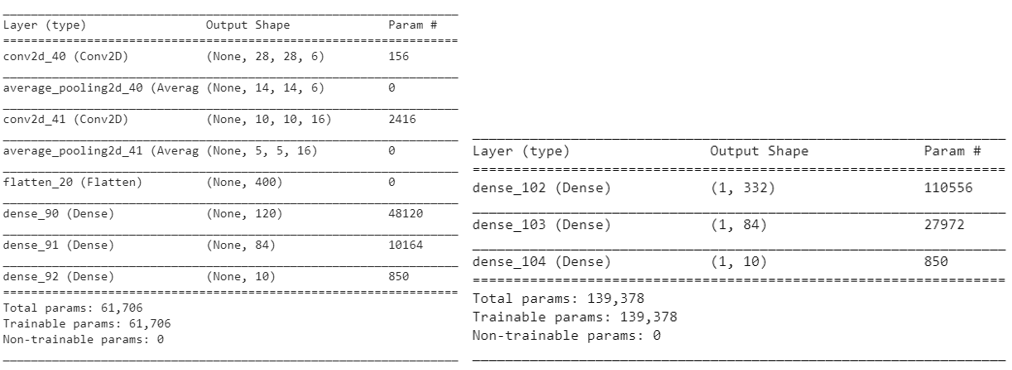 Layer (type) Output Shape Param #
conv2d_40 (Conv2D) (None, 28, 28, 6) 156
average_pooling2d_40 (Averag (None, 14, 14, 6) 0
conv2d_41 (Conv2D) (None, 10, 10, 16) 2416
average_pooling2d_41 (Averag (None, 5, 5, 16) 0
flatten_20 (Flatten) (None, 400) 0
dense_90 (Dense) (None, 120) 48120
dense_91 (Dense) (None, 84) 10164
dense_92 (Dense) (None, 10) 850
Total params: 61,706
Trainable params: 61,706
Non-trainable params: 0
Layer (type) Output Shape Param #
dense_102 (Dense) (1, 332) 110556
dense_103 (Dense) (1, 84) 27972
dense_104 (Dense) (1, 10) 850
Total params: 139,378
Trainable params: 139,378
Non-trainable params: 0